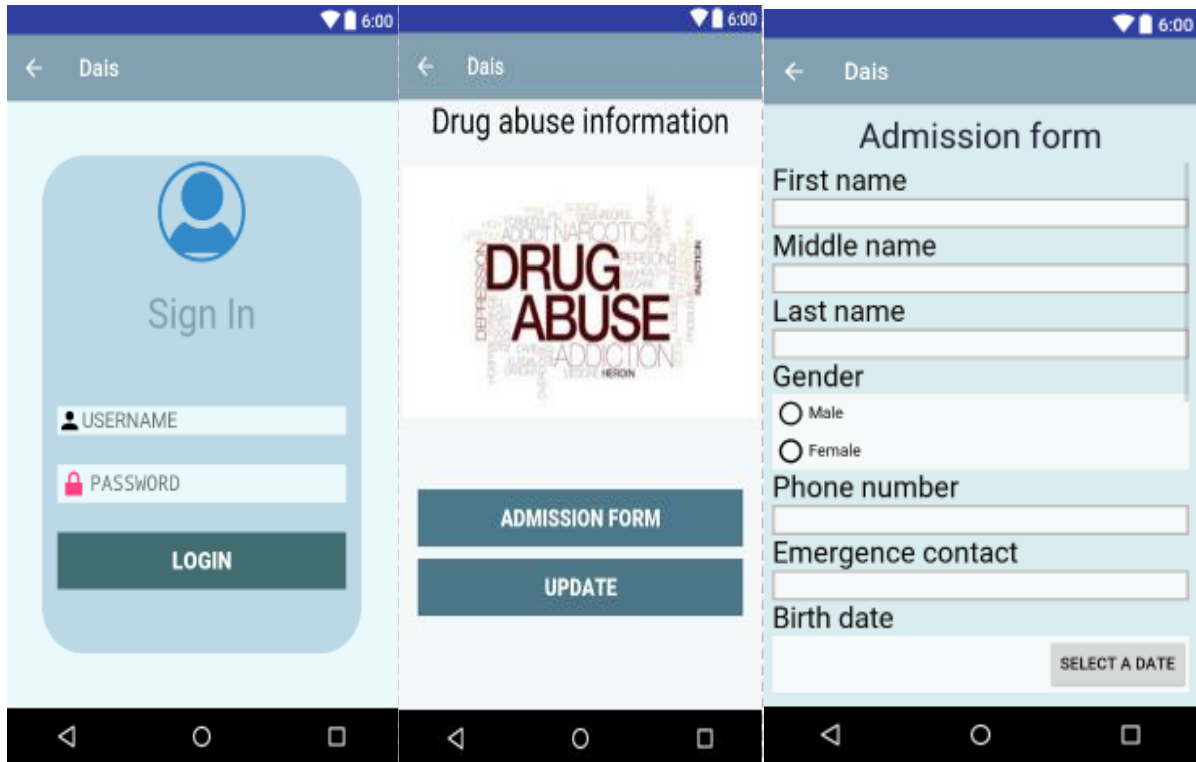 6:00
Dais
Sign In
USERNAME
PASSWORD
LOGIN
6:00
Dais
Drug abuse information
ADDICT NARCOTIC
DEPRESSION
DRUG
ABUSE
ADDICTION
HEROIN
ADMISSION FORM
UPDATE
6:00
Dais
Admission form
First name
Middle name
Last name
Gender
Male
Female
Phone number
Emergence contact
Birth date
SELECT A DATE